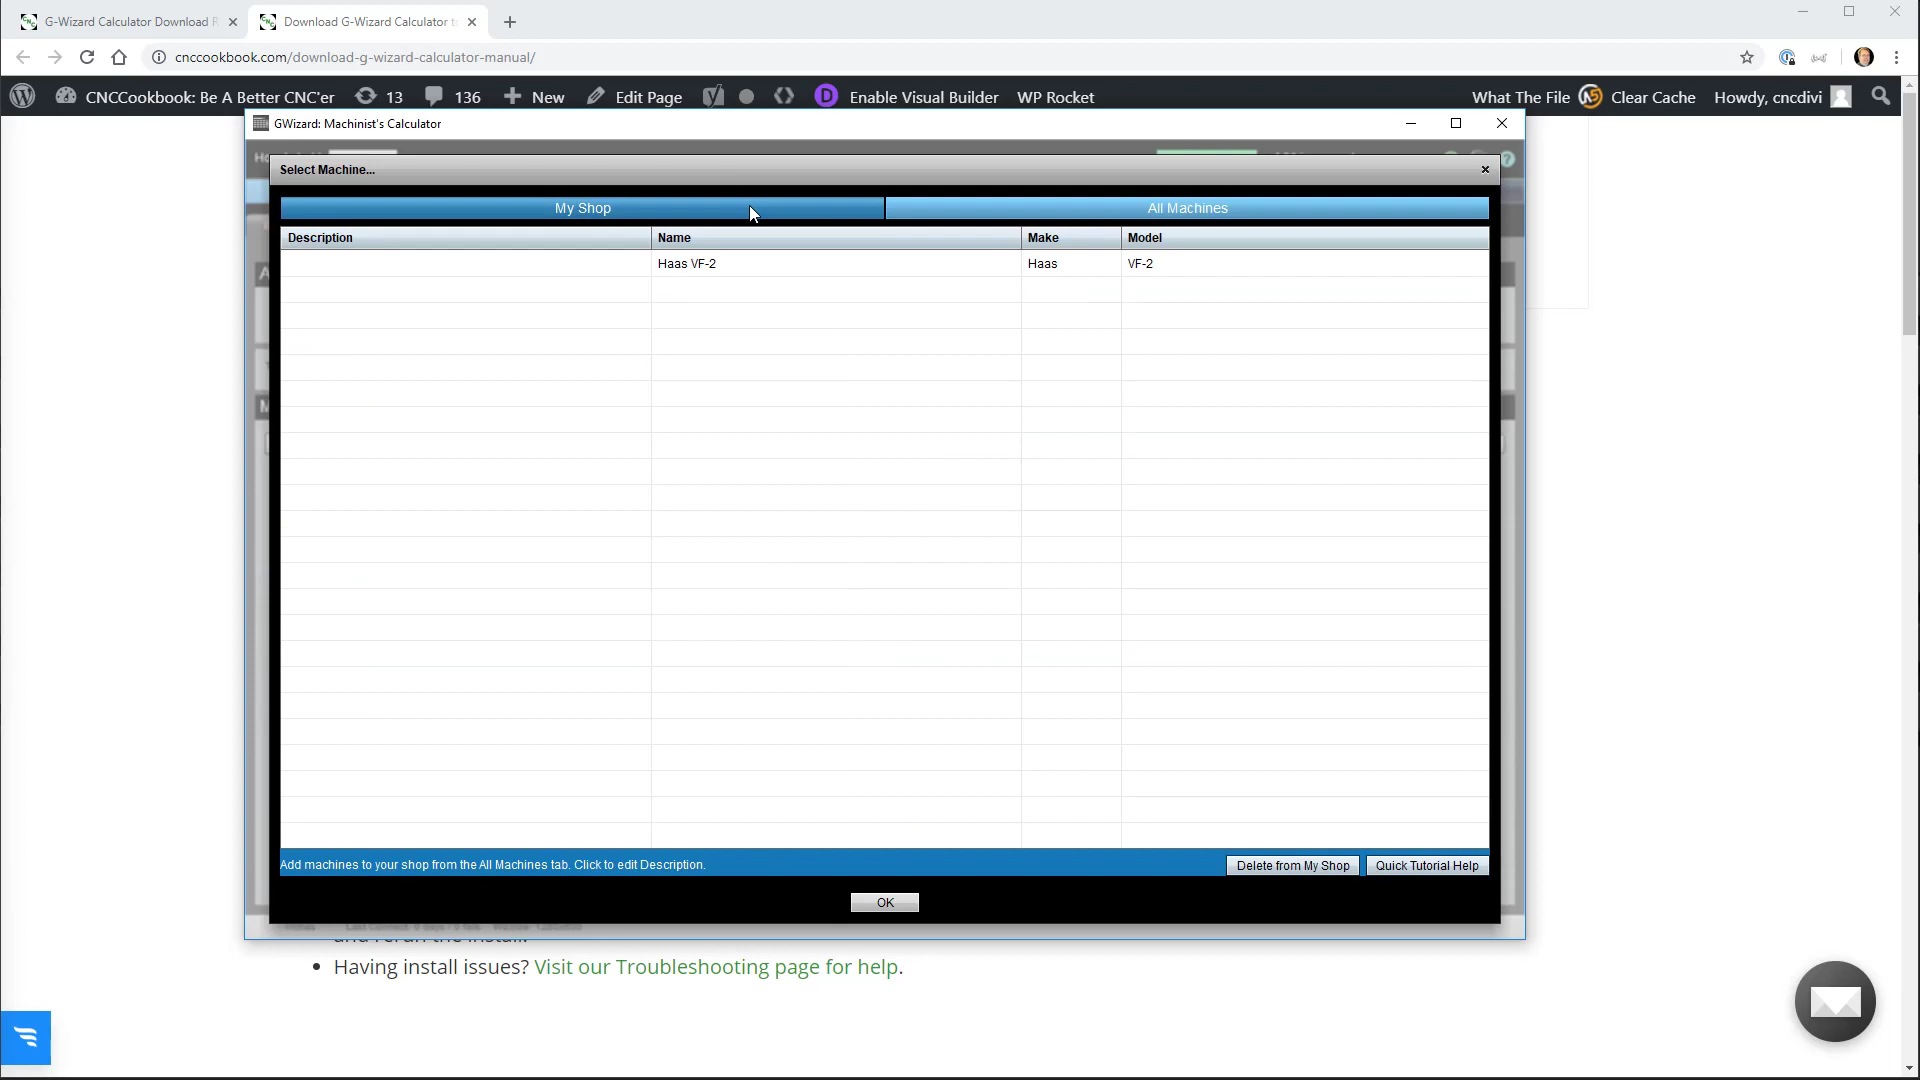 G-Wizard Calculator Download R
Download G-Wizard Calculator t
cnccookbook.com/download-g-wizard-calculator-manual/
CNCCookbook: Be A Better CNC'er 13 136 New Edit Page D Enable Visual Builder WP Rocket What The File Clear Cache Howdy, cncdivi
GWizard: Machinist's Calculator
Select Machine...
My Shop All Machines
Description Name Make Model
Haas VF-2 Haas VF-2
Add machines to your shop from the All Machines tab. Click to edit Description. Delete from My Shop Quick Tutorial Help
OK
and rerun the install.
Having install issues? Visit our Troubleshooting page for help.